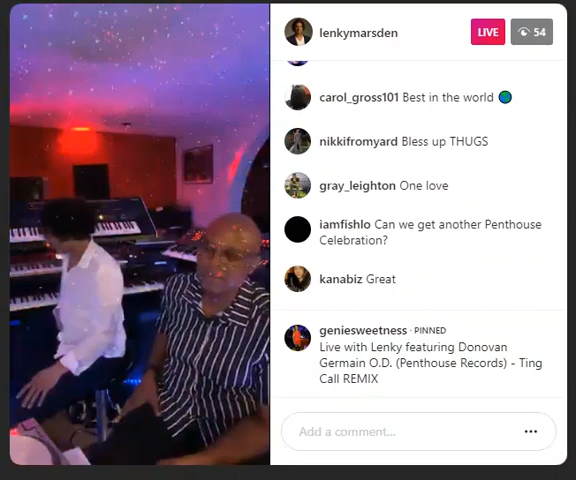 lenkymarsden
LIVE
54
carol_gross101 Best in the world
nikkifromyard Bless up THUGS
gray_leighton One love
iamfishlo Can we get another Penthouse
Celebration?
kanabiz Great
geniesweetness · PINNED
Live with Lenky featuring Donovan
Germain O.D. (Penthouse Records) - Ting
Call REMIX
Add a comment...